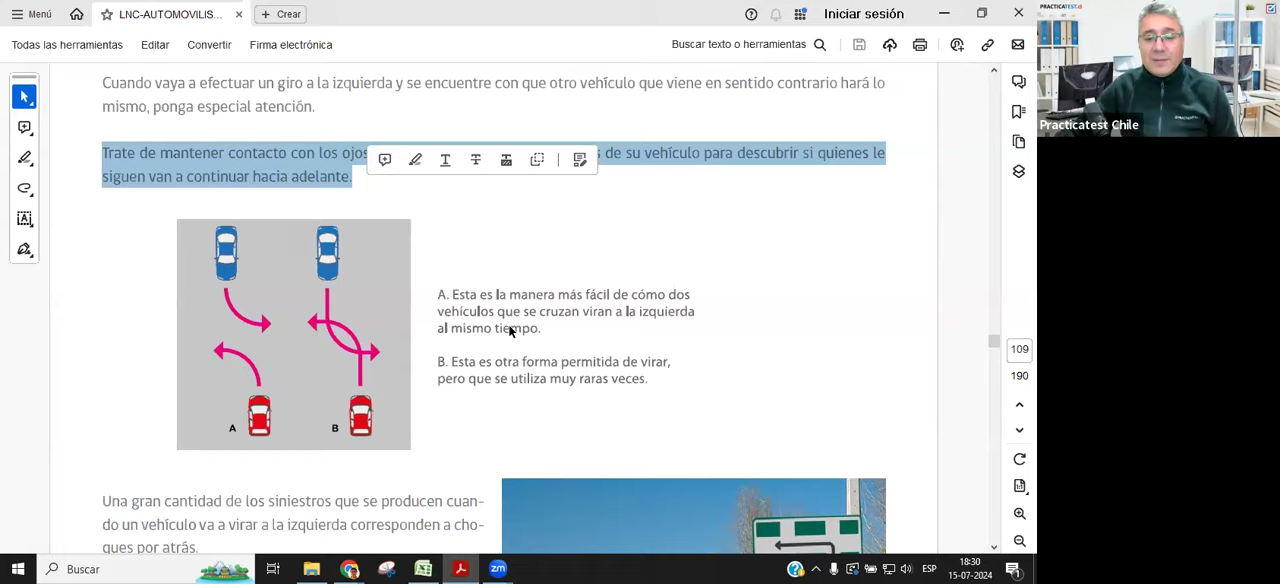 Menú
LNC-AUTOMOVILIS...
Crear
Iniciar sesión
Todas las herramientas
Editar
Convertir
Firma electrónica
Buscar texto o herramientas
PRACTICATEST.cl
Practicatest Chile
Cuando vaya a efectuar un giro a la izquierda y se encuentre con que otro vehículo que viene en sentido contrario hará lo
mismo, ponga especial atención.
Trate de mantener contacto con los ojos de su vehículo para descubrir si quienes le
siguen van a continuar hacia adelante.
A. Esta es la manera más fácil de cómo dos
vehículos que se cruzan viran a la izquierda
al mismo tiempo.
B. Esta es otra forma permitida de virar,
pero que se utiliza muy raras veces.
A
B
109
190
Una gran cantidad de los siniestros que se producen cuan-
do un vehículo va a virar a la izquierda corresponden a cho-
ques por atrás.
Buscar
ESP
18:30
15-07-2024